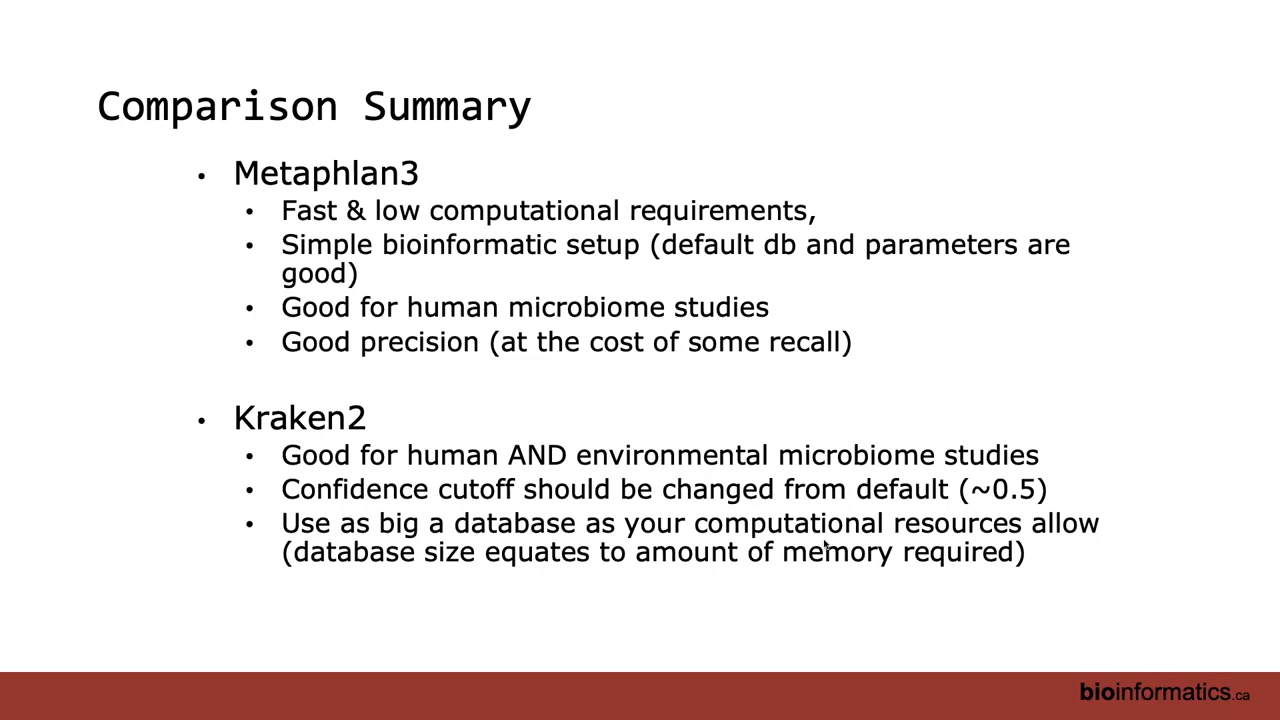 Comparison Summary
• Metaphlan3
• Fast & low computational requirements,
• Simple bioinformatic setup (default db and parameters are
good)
• Good for human microbiome studies
• Good precision (at the cost of some recall)
• Kraken2
• Good for human AND environmental microbiome studies
• Confidence cutoff should be changed from default (~0.5)
• Use as big a database as your computational resources allow
(database size equates to amount of memory required)
bioinformatics.ca